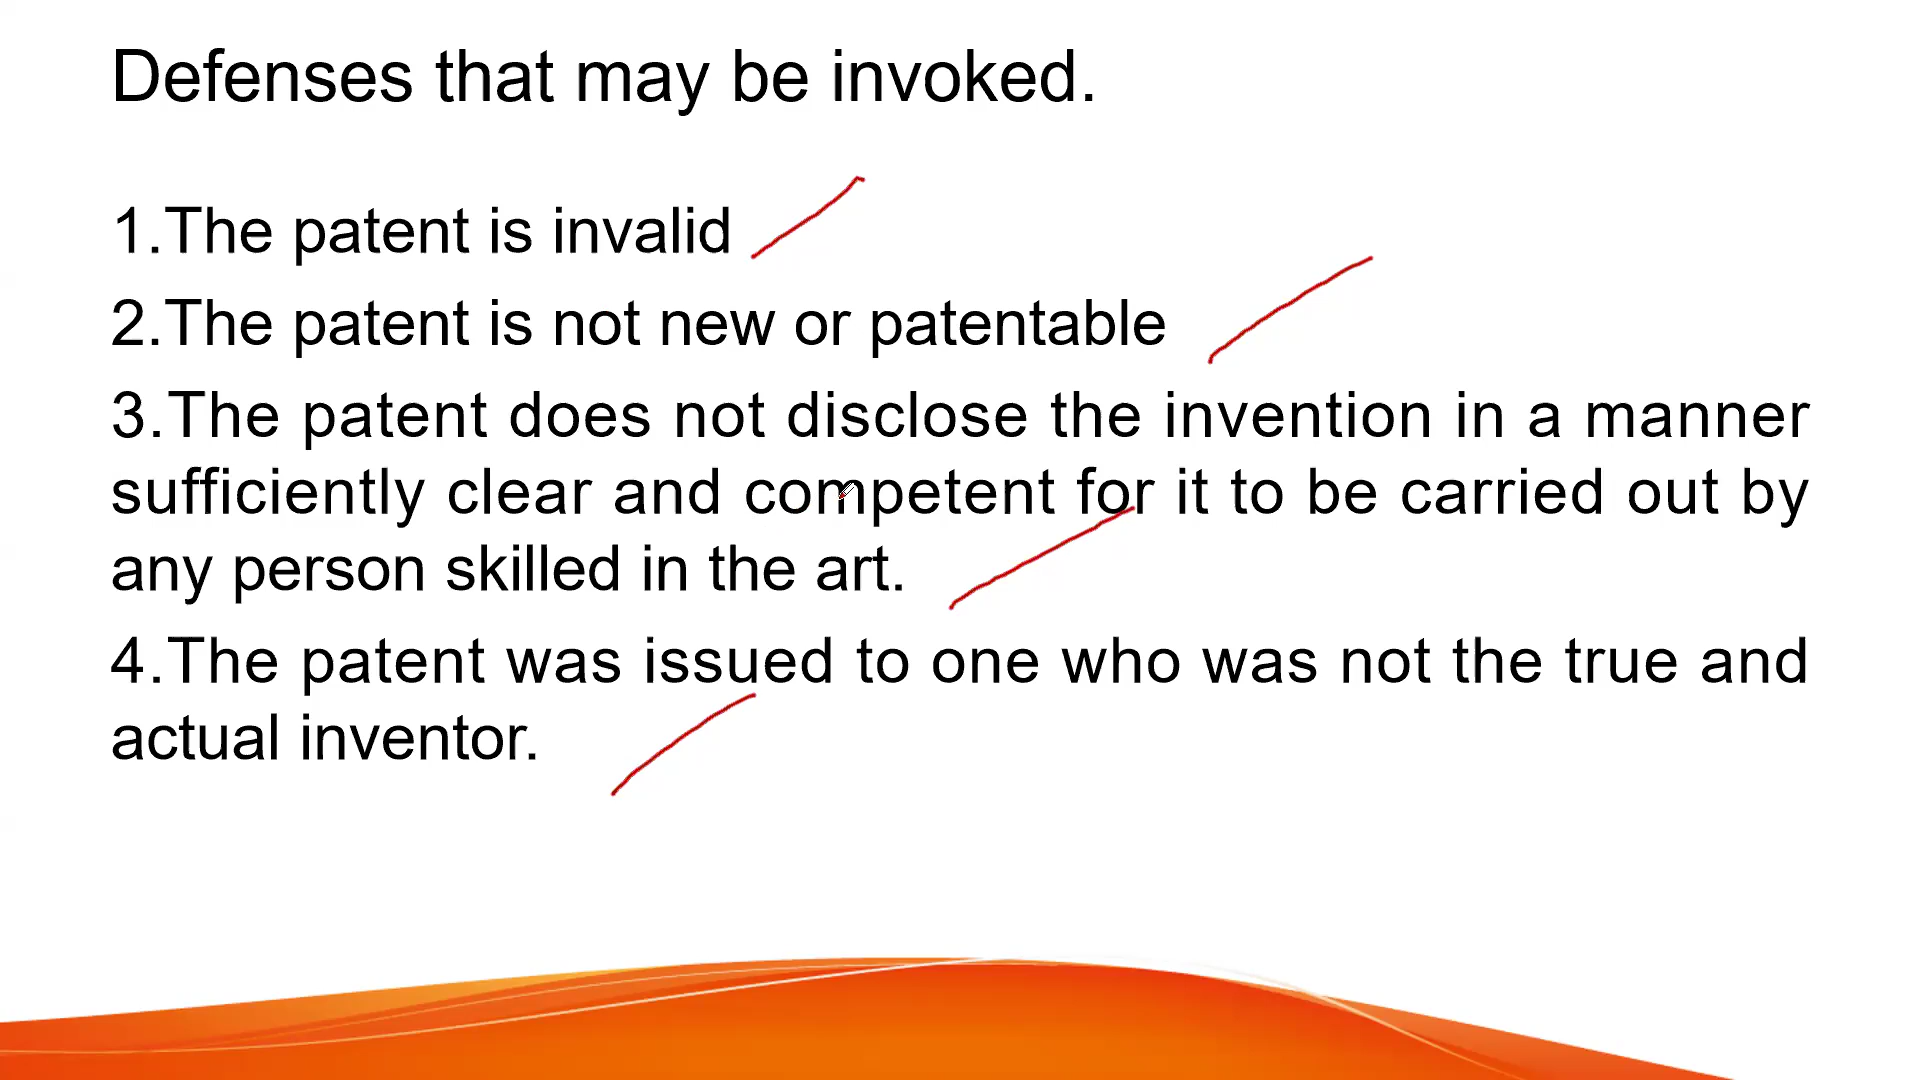 Defenses that may be invoked.
1.The patent is invalid
2.The patent is not new or patentable
3.The patent does not disclose the invention in a manner
sufficiently clear and competent for it to be carried out by
any person skilled in the art.
4.The patent was issued to one who was not the true and
actual inventor.